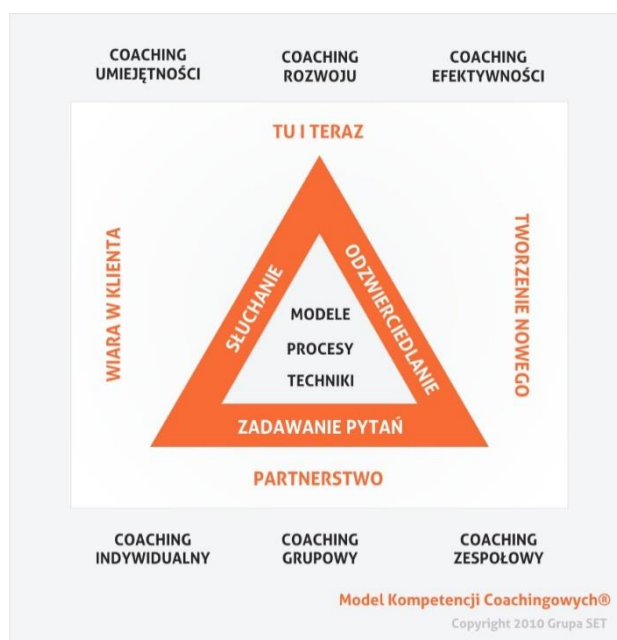 COACHING
UMIEJĘTNOŚCI
COACHING
ROZWOJU
COACHING
EFEKTYWNOŚCI
TU I TERAZ
WIARA W KLIENTA
SŁUCHANIE
ODZWIERCIEDLANIE
TWORZENIE NOWEGO
MODELE
PROCESY
TECHNIKI
ZADAWANIE PYTAŃ
PARTNERSTWO
COACHING
INDYWIDUALNY
COACHING
GRUPOWY
COACHING
ZESPOŁOWY
Model Kompetencji Coachingowych®
Copyright 2010 Grupa SET